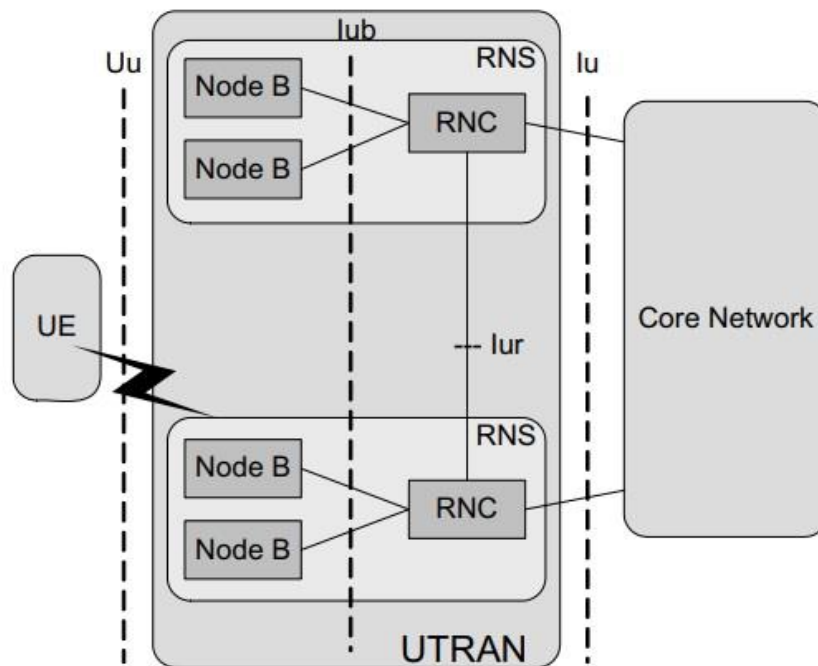 Uu
Iub
RNS
Iu
Node B
RNC
Node B
UE
Core Network
Iur
RNS
Node B
RNC
Node B
UTRAN